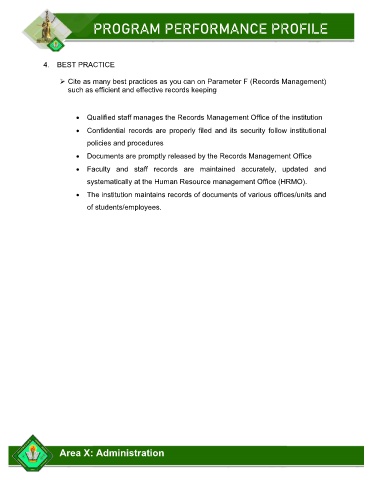 PROGRAM PERFORMANCE PROFILE
4. BEST PRACTICE
➢ Cite as many best practices as you can on Parameter F (Records Management)
such as efficient and effective records keeping
• Qualified staff manages the Records Management Office of the institution
• Confidential records are properly filed and its security follow institutional
policies and procedures
• Documents are promptly released by the Records Management Office
• Faculty and staff records are maintained accurately, updated and
systematically at the Human Resource management Office (HRMO).
• The institution maintains records of documents of various offices/units and
of students/employees.
Area X: Administration